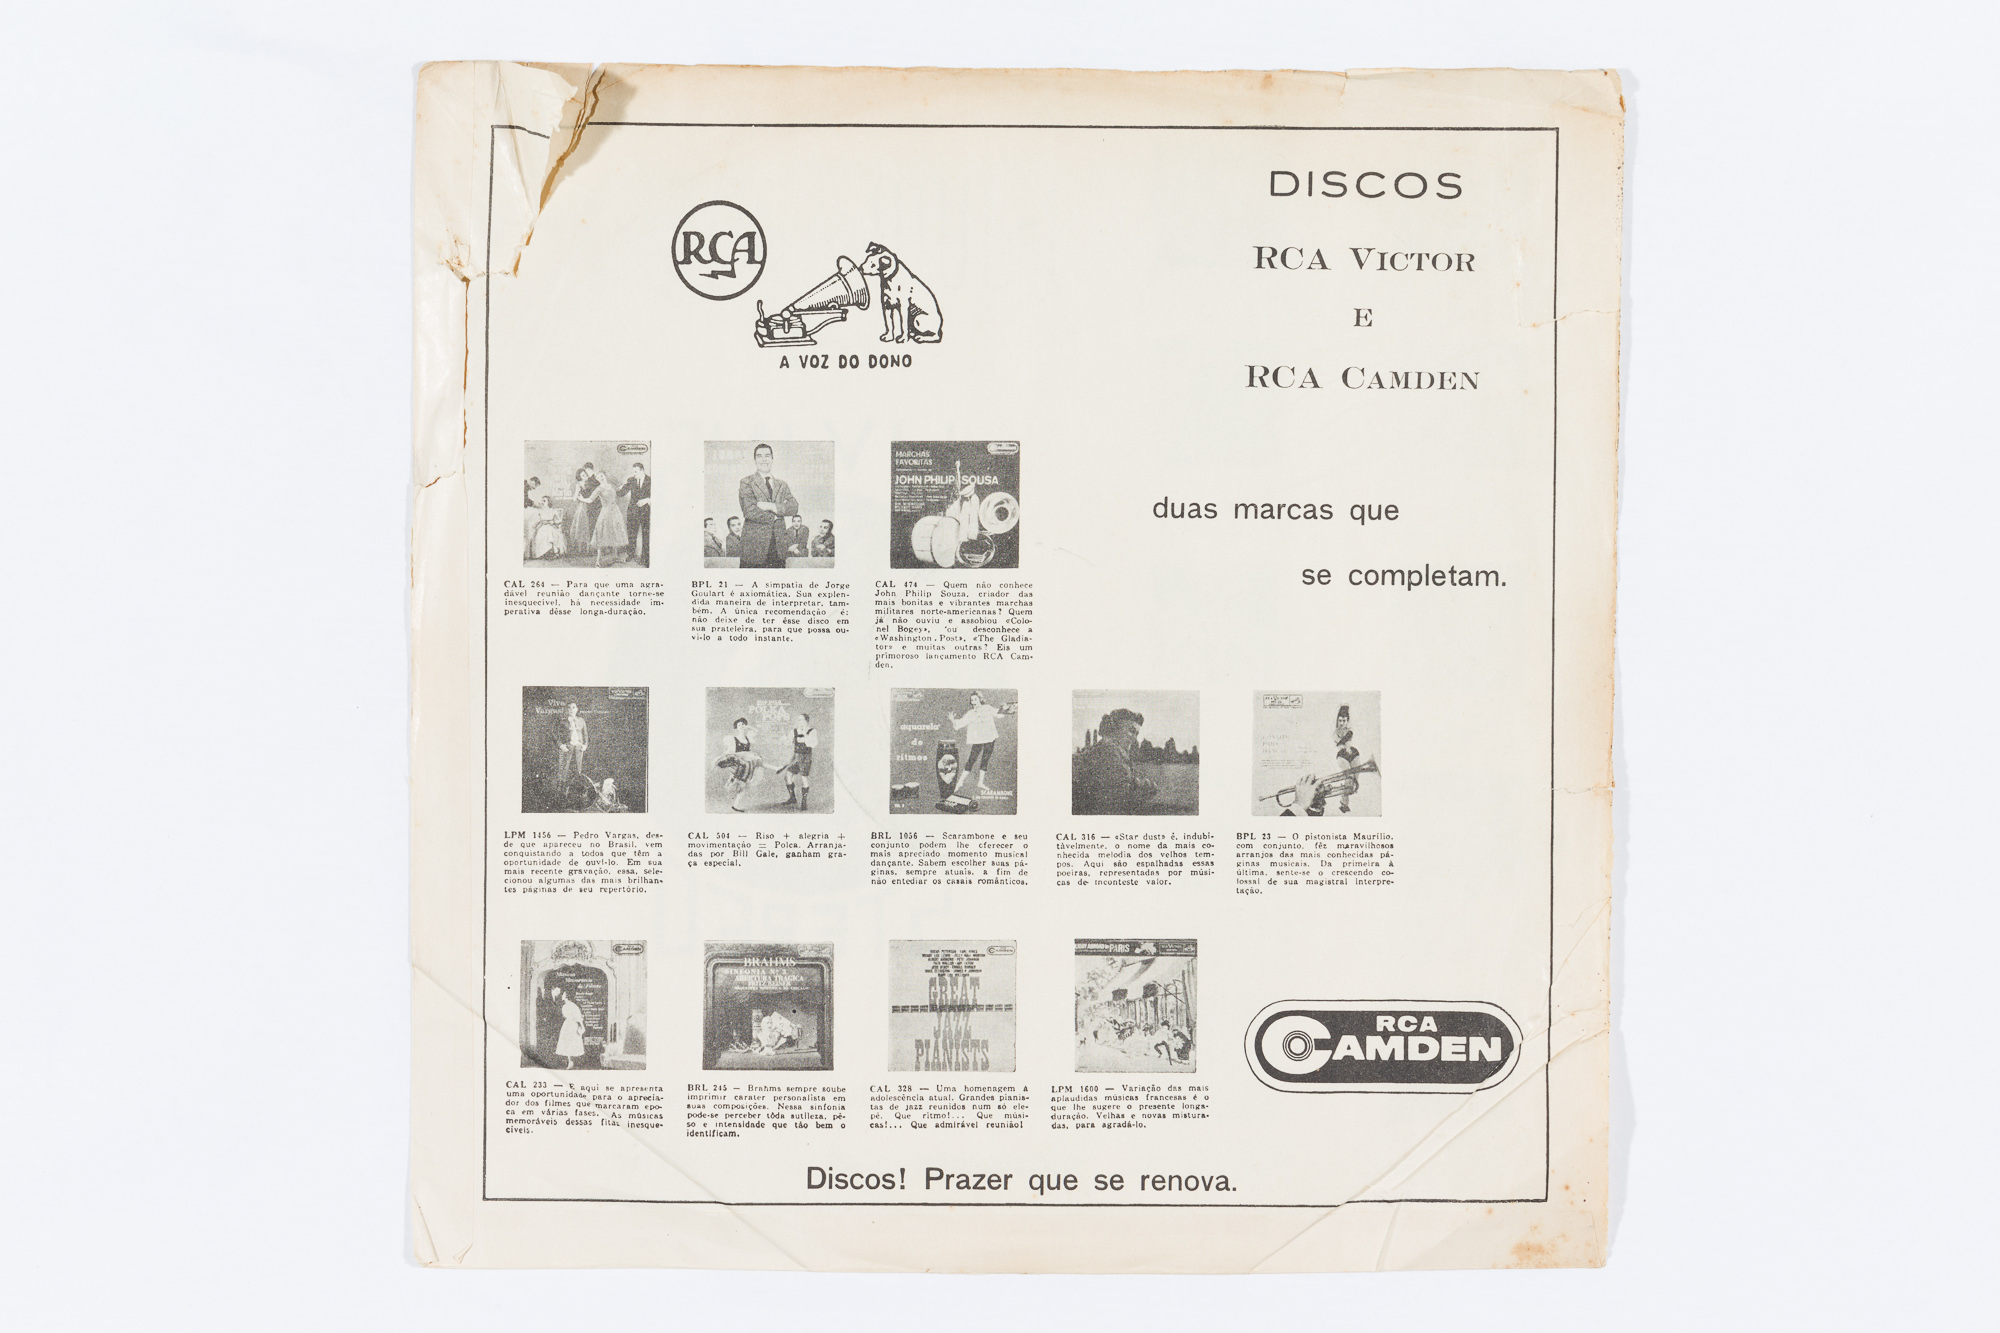 RCA
A VOZ DO DONO
DISCOS
RCA VICTOR
E
RCA CAMDEN
duas marcas que
se completam.
CAMDEN
MARCHAS
FAVORITAS
JOHN PHILIP SOUSA
CAL 264 — Para que uma agra-
dável reunião dançante torne-se
inesquecível, há necessidade im-
perativa dêsse longa-duração.
BPL 21 — A simpatia de Jorge
Goulart é axiomática. Sua explen-
dida maneira de interpretar, tam-
bém. A única recomendação é:
não deixe de ter êsse disco em
sua prateleira, para que possa ou-
vi-lo a todo instante.
CAL 474 — Quem não conhece
John Philip Souza, criador das
mais bonitas e vibrantes marchas
militares norte-americanas? Quem
já não ouviu e assobiou «Colo-
nel Bogey», ou desconhece a
«Washington Post», «The Gladia-
tor» e muitas outras? Eis um
primoroso lançamento RCA Cam-
den.
Viva
Vargas!
POLKA
POPS
aquarela
de
ritmos
SCARAMBONE
LPM 1456 — Pedro Vargas, des-
de que apareceu no Brasil, vem
conquistando a todos que têm a
oportunidade de ouvi-lo. Em sua
mais recente gravação, essa, sele-
cionou algumas das mais brilhan-
tes páginas de seu repertório.
CAL 504 — Riso + alegria +
movimentação = Polca. Arranja-
das por Bill Gale, ganham gra-
ça especial.
BRL 1056 — Scarambone e seu
conjunto podem lhe oferecer o
mais apreciado momento musical
dançante. Sabem escolher suas pá-
ginas, sempre atuais, a fim de
não entediar os casais românticos.
CAL 316 — «Star dust» é, indubi-
tàvelmente, o nome da mais co-
nhecida melodia dos velhos tem-
pos. Aqui são espalhadas essas
poeiras, representadas por músi-
cas de inconteste valor.
BPL 23 — O pistonista Maurílio,
com conjunto, fêz maravilhosos
arranjos das mais conhecidas pá-
ginas musicais. Da primeira à
última, sente-se o crescendo co-
lossal de sua magistral interpre-
tação.
CAMDEN
BRAHMS
SINFONIA Nº 3
ABERTURA TRÁGICA
FRITZ REINER
GREAT
JAZZ
PIANISTS
PARIS
CAL 233 — E aqui se apresenta
uma oportunidade para o aprecia-
dor dos filmes que marcaram epo-
ca em várias fases. As músicas
memoráveis dessas fitas inesque-
cíveis.
BRL 245 — Brahms sempre soube
imprimir carater personalista em
suas composições. Nessa sinfonia
pode-se perceber tôda sutileza, pê-
so e intensidade que tão bem o
identificam.
CAL 328 — Uma homenagem à
adolescência atual. Grandes pianis-
tas de jazz reunidos num só ele-
pê. Que ritmo!... Que músi-
cas!... Que admirável reunião!
LPM 1600 — Variação das mais
aplaudidas músicas francesas é o
que lhe sugere o presente longa-
duração. Velhas e novas mistura-
das, para agradá-lo.
RCA
CAMDEN
Discos! Prazer que se renova.